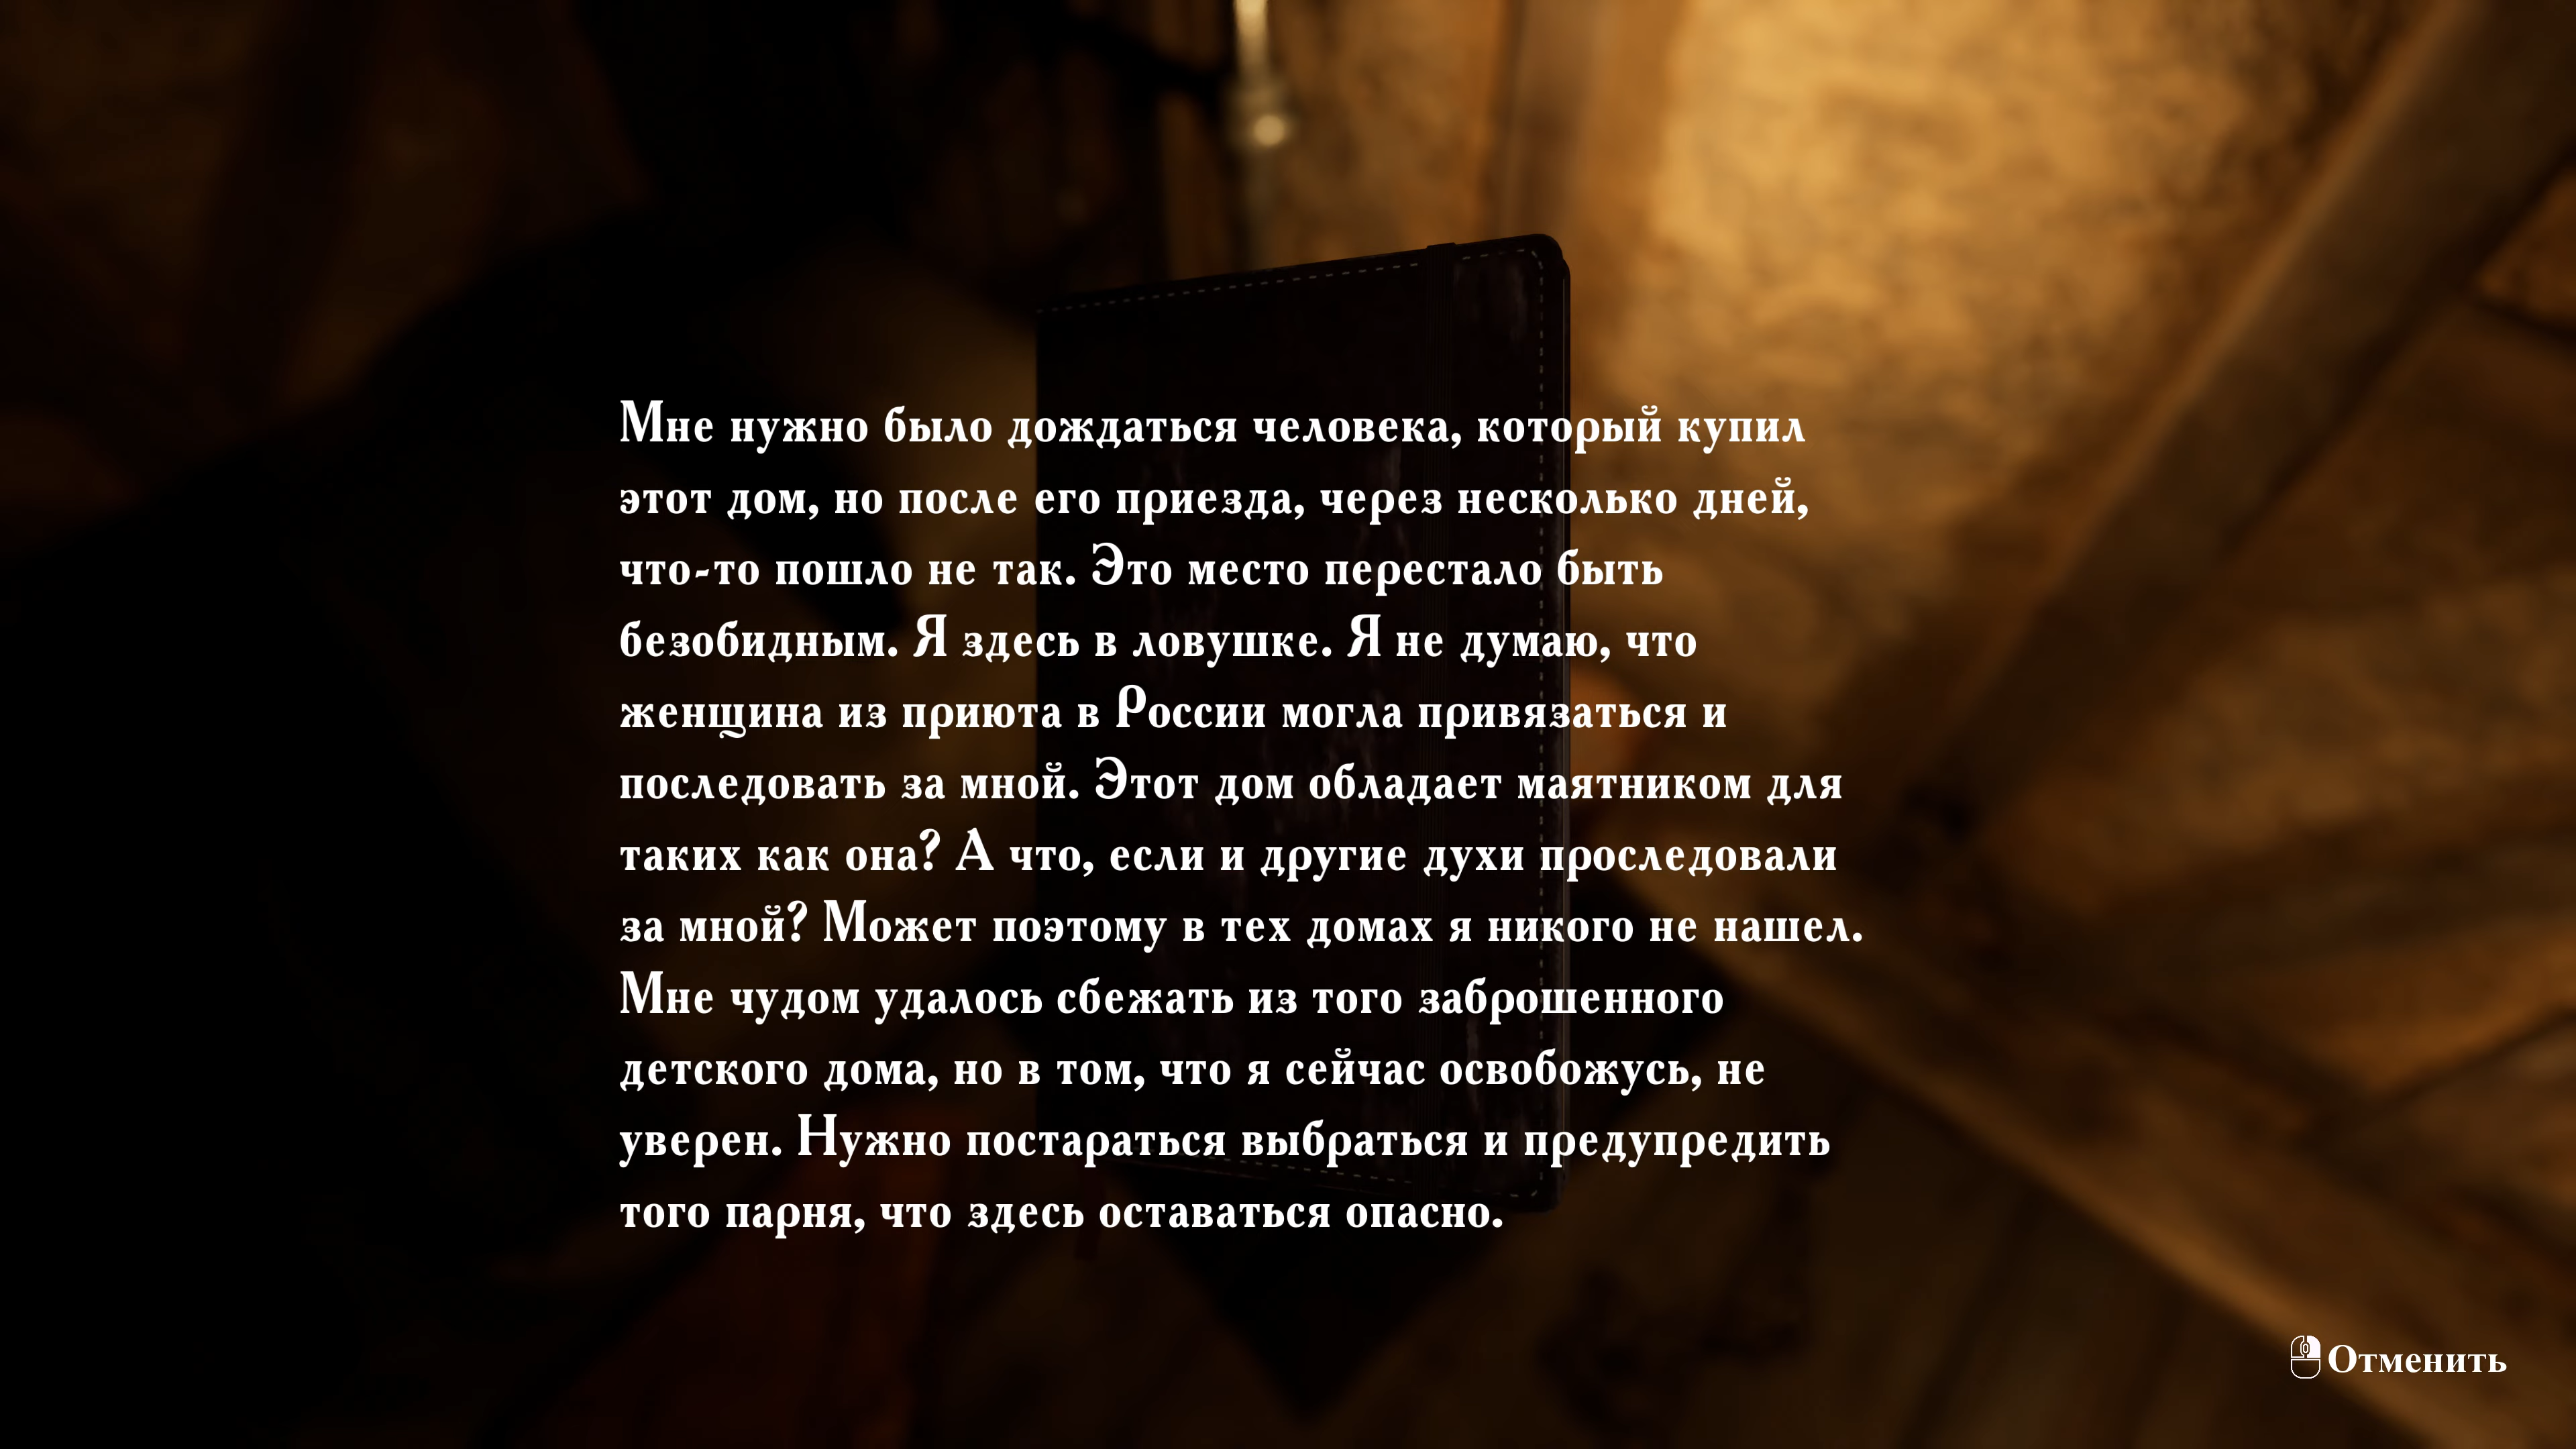 Мне нужно было дождаться человека, который купил
этот дом, но после его приезда, через несколько дней,
что-то пошло не так. Это место перестало быть
безобидным. Я здесь в ловушке. Я не думаю, что
женщина из приюта в России могла привязаться и
последовать за мной. Этот дом обладает маятником для
таких как она? А что, если и другие духи проследовали
за мной? Может поэтому в тех домах я никого не нашел.
Мне чудом удалось сбежать из того заброшенного
детского дома, но в том, что я сейчас освобожусь, не
уверен. Нужно постараться выбраться и предупредить
того парня, что здесь оставаться опасно.
Отменить